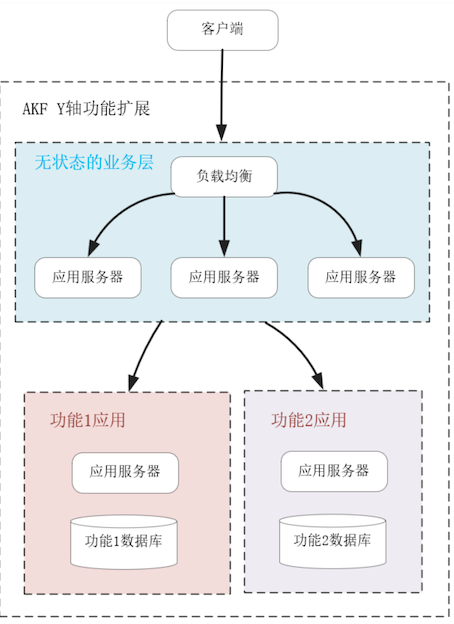 客户端
AKF Y轴功能扩展
无状态的业务层
负载均衡
应用服务器
应用服务器
应用服务器
功能1应用
应用服务器
功能1数据库
功能2应用
应用服务器
功能2数据库